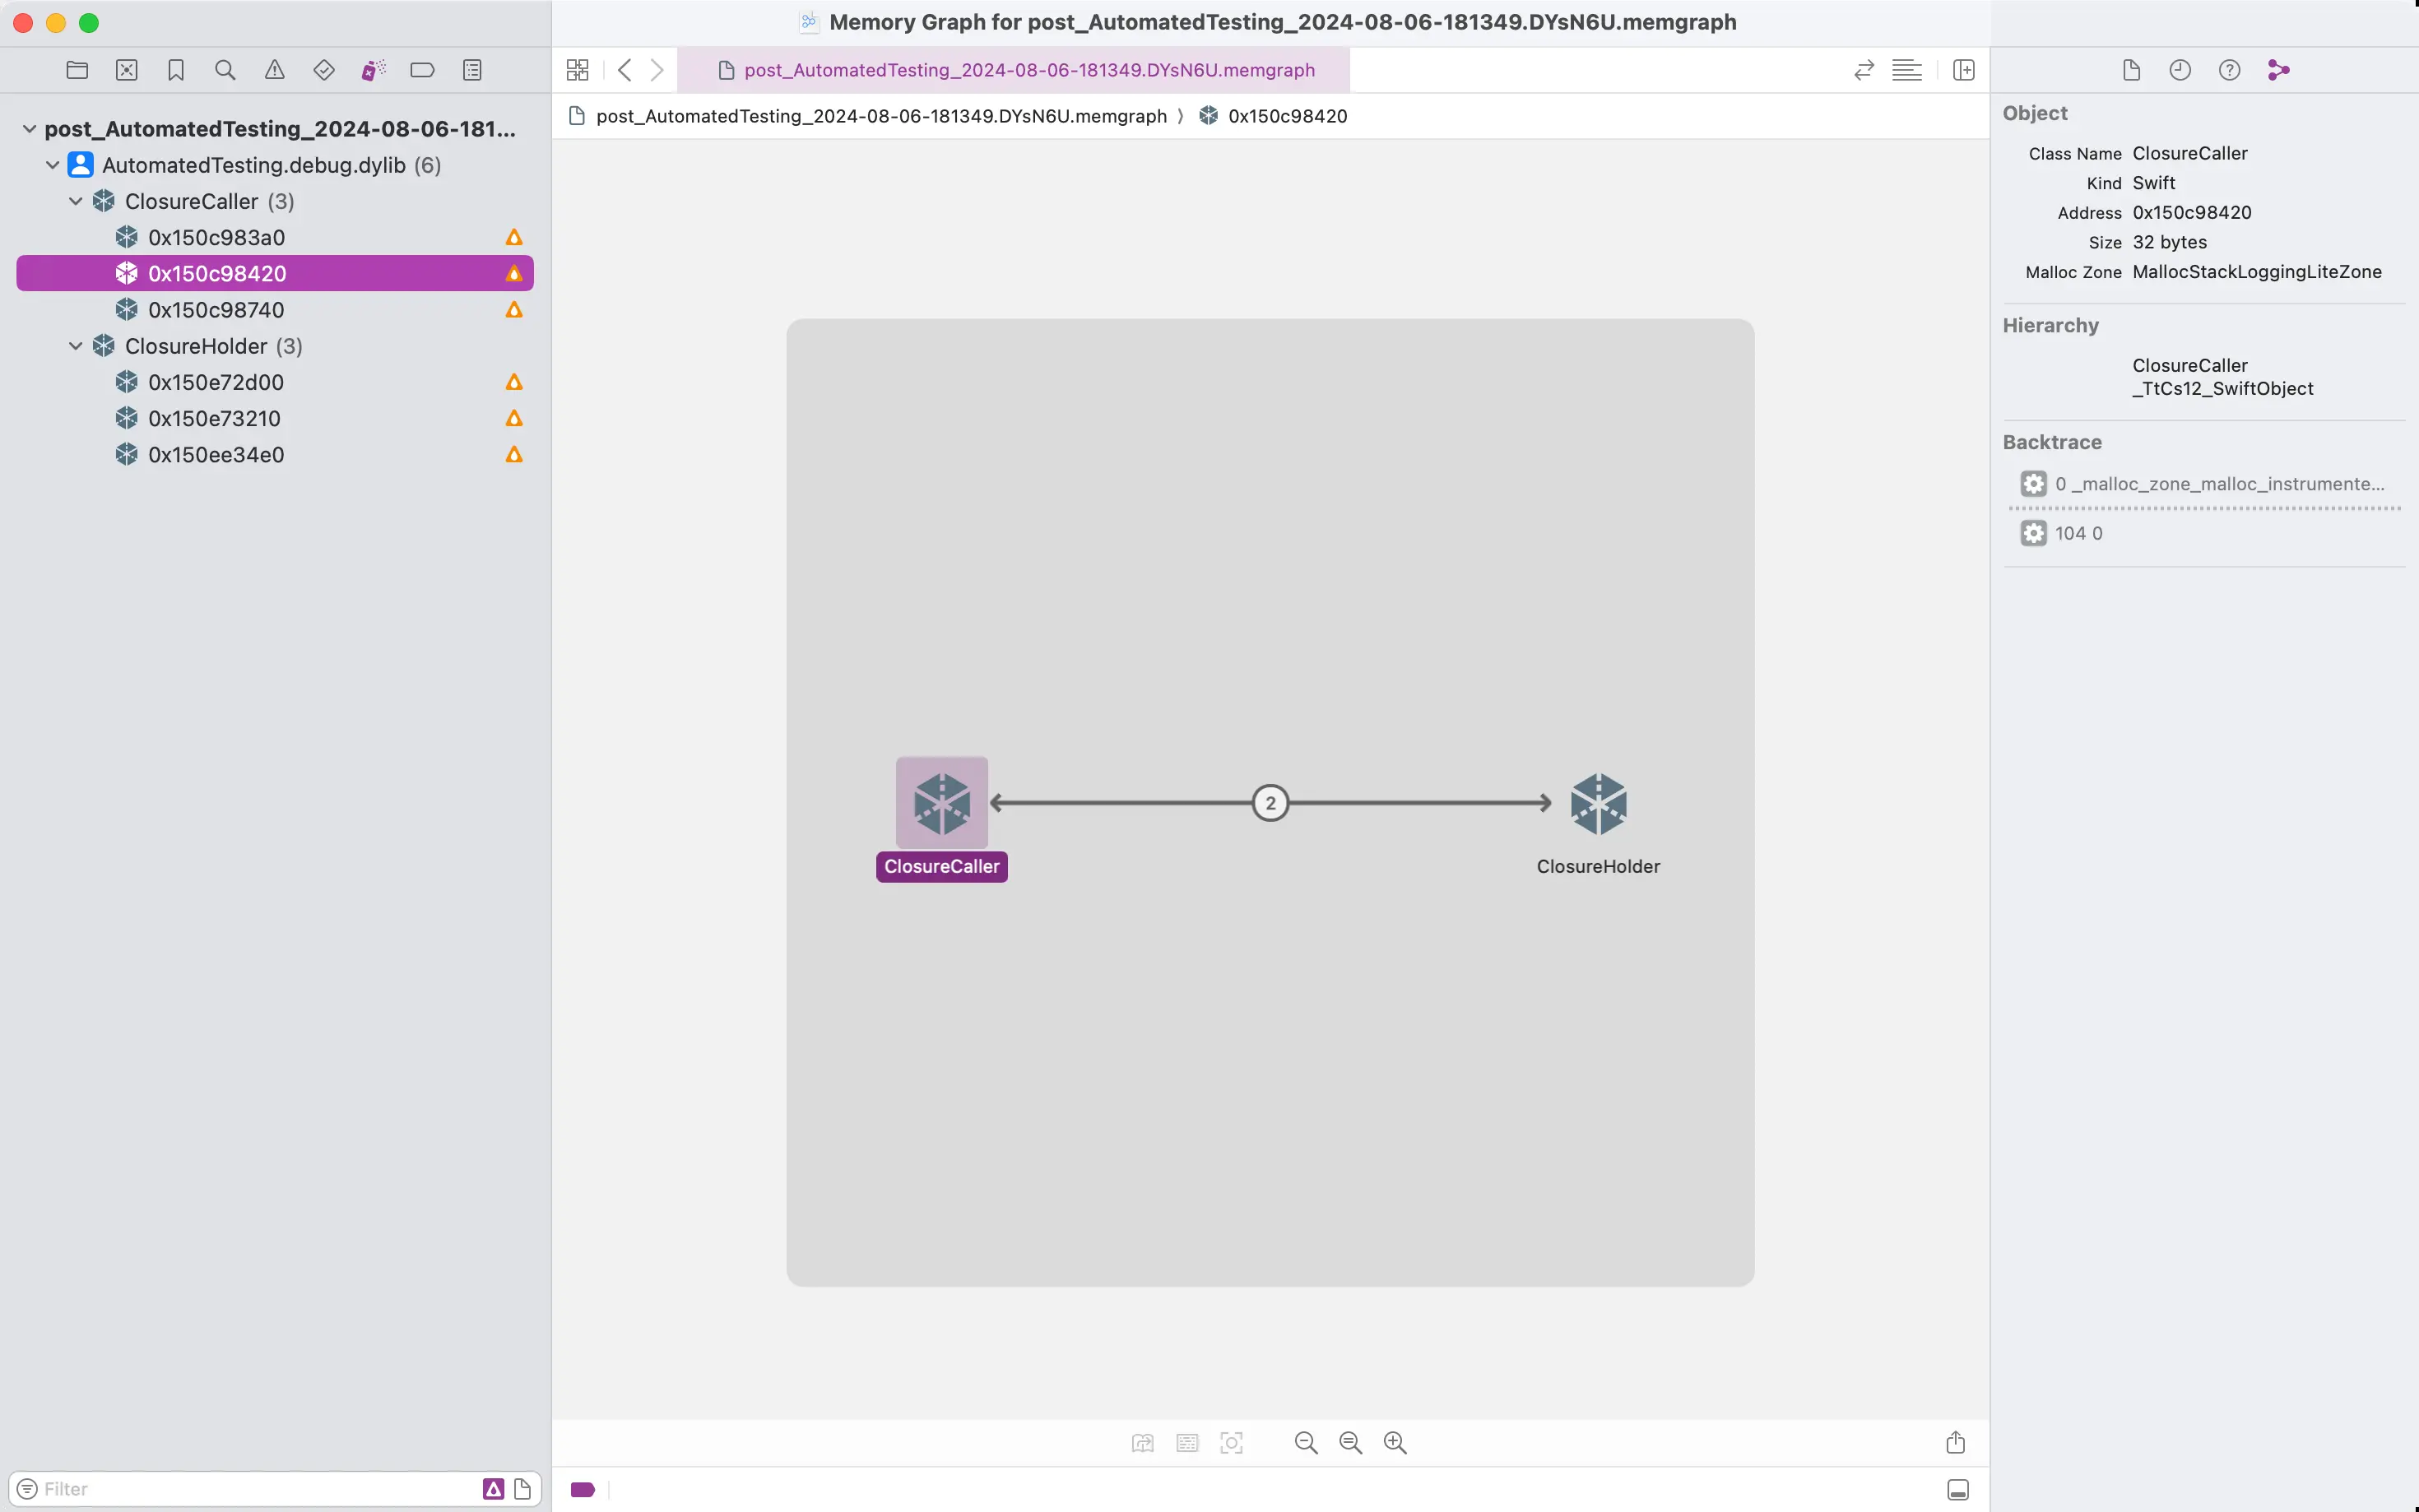 Memory Graph for post_AutomatedTesting_2024-08-06-181349.DYsN6U.memgraph
post_AutomatedTesting_2024-08-06-181349.DYsN6U.memgraph
post_AutomatedTesting_2024-08-06-181349.DYsN6U.memgraph 〉 0x150c98420
post_AutomatedTesting_2024-08-06-181...
AutomatedTesting.debug.dylib (6)
ClosureCaller (3)
0x150c983a0
0x150c98420
0x150c98740
ClosureHolder (3)
0x150e72d00
0x150e73210
0x150ee34e0
Filter
2
ClosureCaller
ClosureHolder
Object
Class Name ClosureCaller
Kind Swift
Address 0x150c98420
Size 32 bytes
Malloc Zone MallocStackLoggingLiteZone
Hierarchy
ClosureCaller
_TtCs12_SwiftObject
Backtrace
0 _malloc_zone_malloc_instrumente...
104 0